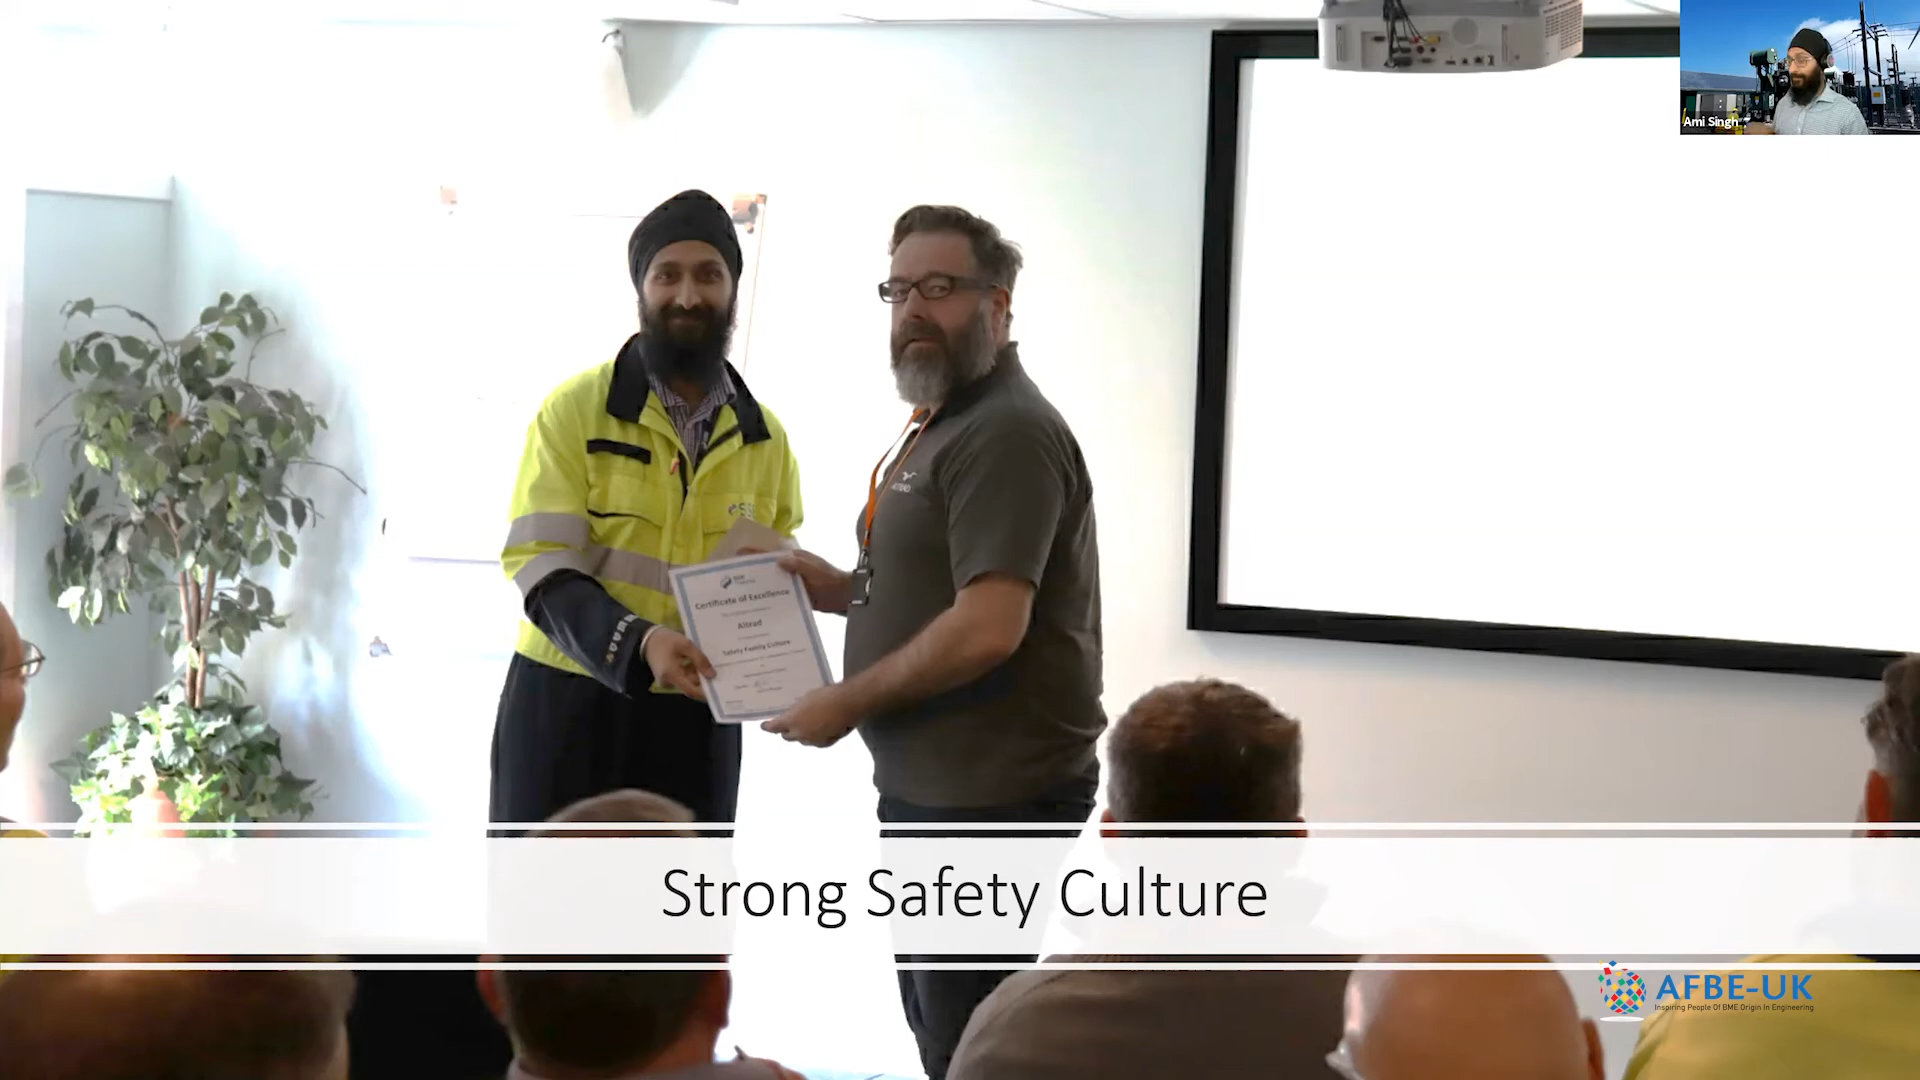 Ami Singh
Certificate of Excellence
Altrad
Safety Family Culture
Strong Safety Culture
AFBE-UK
Inspiring People Of BME Origin In Engineering